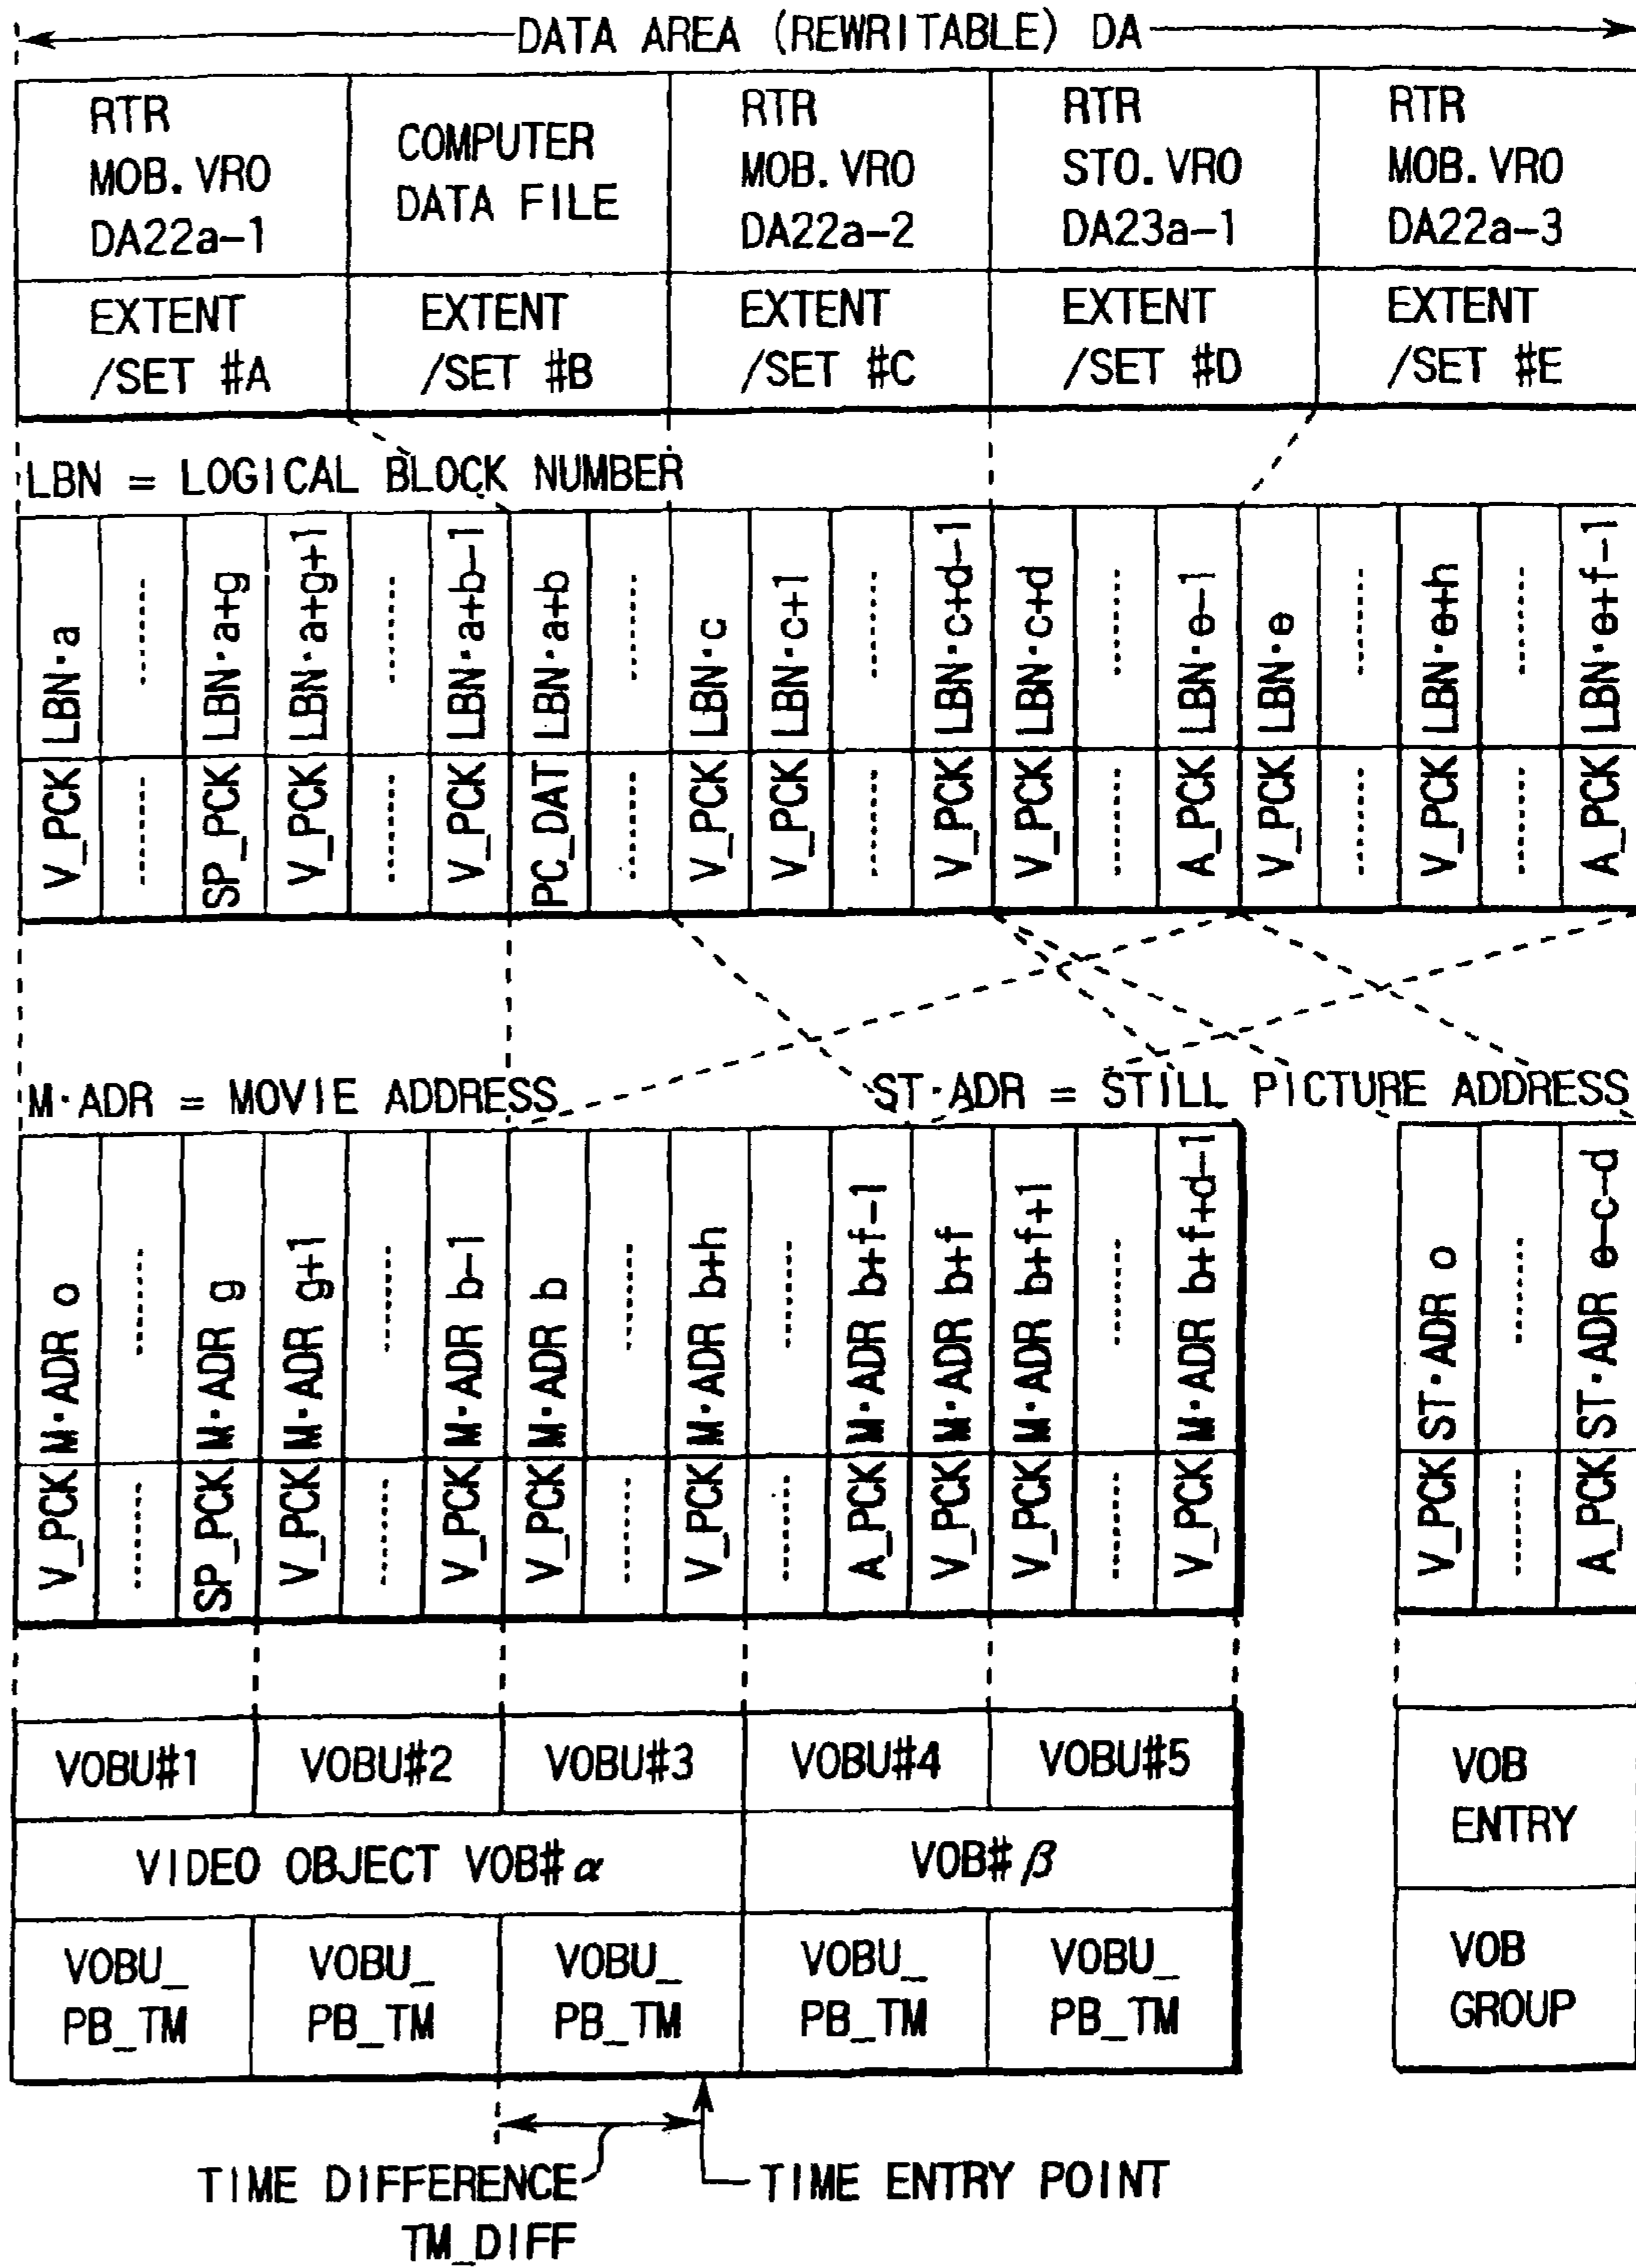 DATA AREA (REWRITABLE) DA
RTR
MOB.VRO
DA22a-1
COMPUTER
DATA FILE
RTR
MOB.VRO
DA22a-2
RTR
STO.VRO
DA23a-1
RTR
MOB.VRO
DA22a-3
EXTENT
/SET #A
EXTENT
/SET #B
EXTENT
/SET #C
EXTENT
/SET #D
EXTENT
/SET #E
LBN = LOGICAL BLOCK NUMBER
V_PCK LBN·a
SP_PCK LBN·a+g
V_PCK LBN·a+g+1
V_PCK LBN·a+b-1
PC_DAT LBN·a+b
V_PCK LBN·c
V_PCK LBN·c+1
V_PCK LBN·c+d-1
V_PCK LBN·c+d
A_PCK LBN·e-1
V_PCK LBN·e
V_PCK LBN·e+h
A_PCK LBN·e+f-1
M·ADR = MOVIE ADDRESS
ST·ADR = STILL PICTURE ADDRESS
V_PCK M·ADR o
SP_PCK M·ADR g
V_PCK M·ADR g+1
V_PCK M·ADR b-1
V_PCK M·ADR b
V_PCK M·ADR b+h
A_PCK M·ADR b+f-1
V_PCK M·ADR b+f
V_PCK M·ADR b+f+1
V_PCK M·ADR b+f+d-1
V_PCK ST·ADR o
A_PCK ST·ADR e-c-d
VOBU#1
VOBU#2
VOBU#3
VOBU#4
VOBU#5
VIDEO OBJECT VOB#α
VOB#β
VOBU_
PB_TM
VOBU_
PB_TM
VOBU_
PB_TM
VOBU_
PB_TM
VOBU_
PB_TM
VOB
ENTRY
VOB
GROUP
TIME DIFFERENCE
TM_DIFF
TIME ENTRY POINT